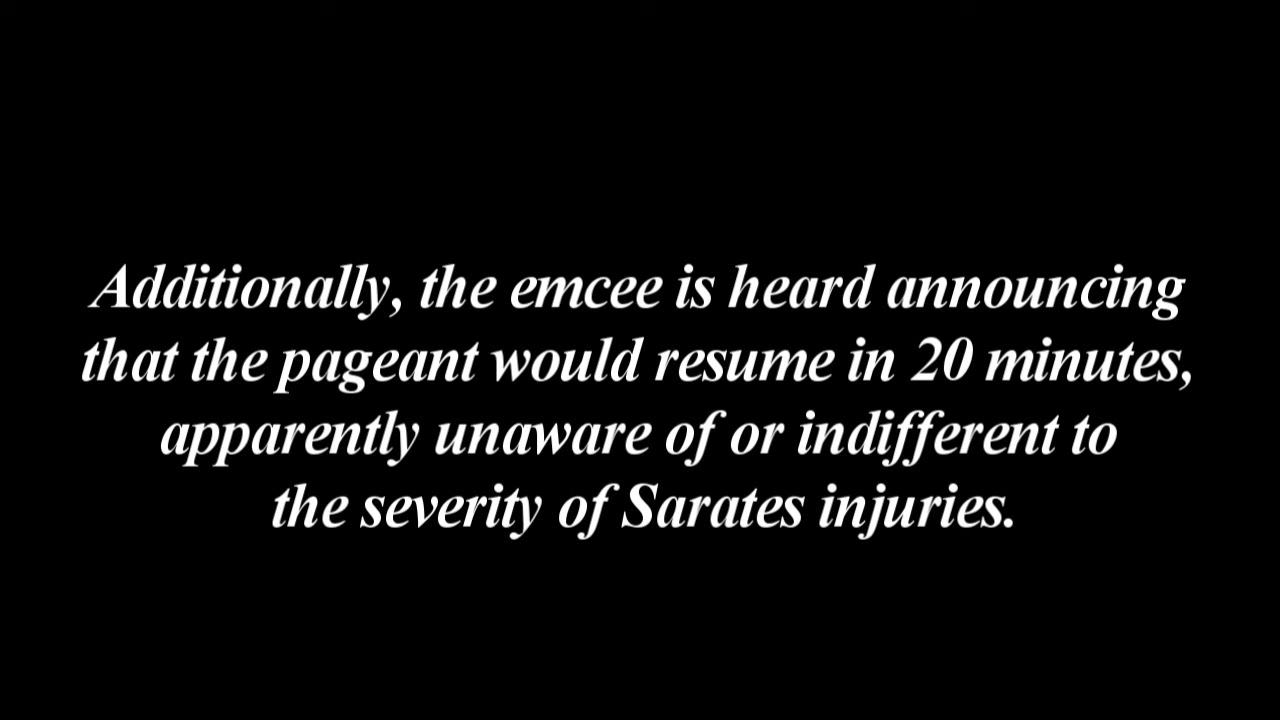 Additionally, the emcee is heard announcing
that the pageant would resume in 20 minutes,
apparently unaware of or indifferent to
the severity of Sarates injuries.